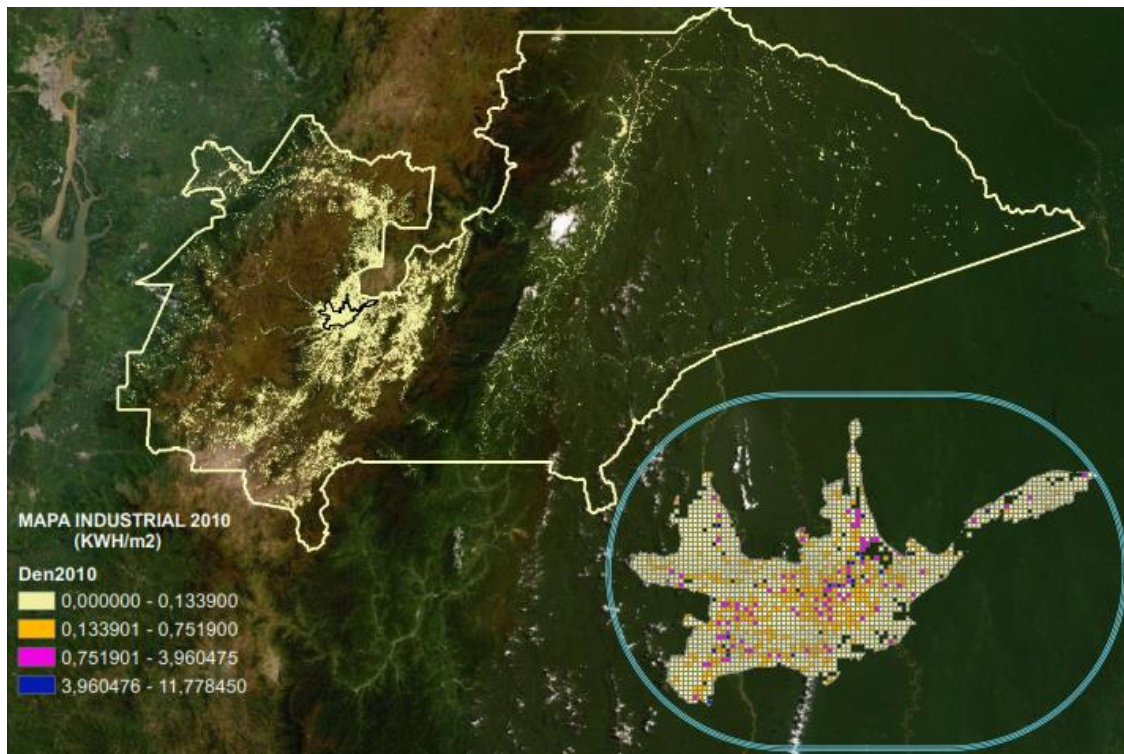 MAPA INDUSTRIAL 2010
(KWH/m2)
Den2010
0,000000 - 0,133900
0,133901 - 0,751900
0,751901 - 3,960475
3,960476 - 11,778450